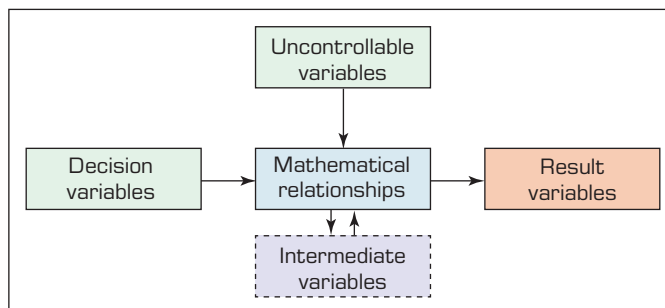 Uncontrollable
variables
Decision
variables
Mathematical
relationships
Result
variables
Intermediate
variables